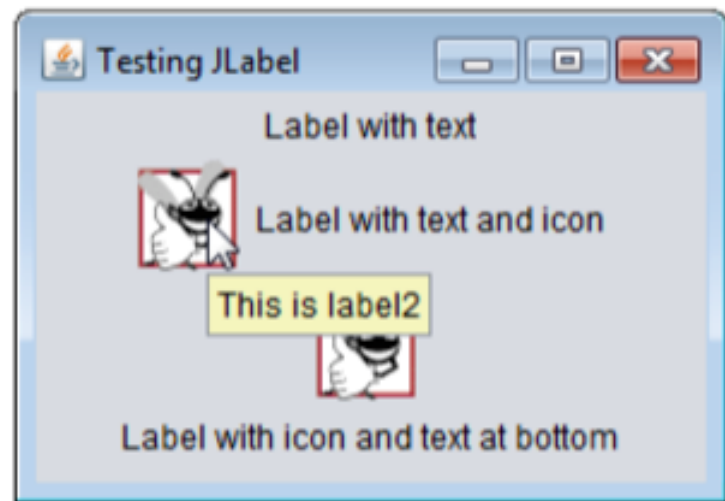 Testing JLabel
Label with text
Label with text and icon
This is label2
Label with icon and text at bottom